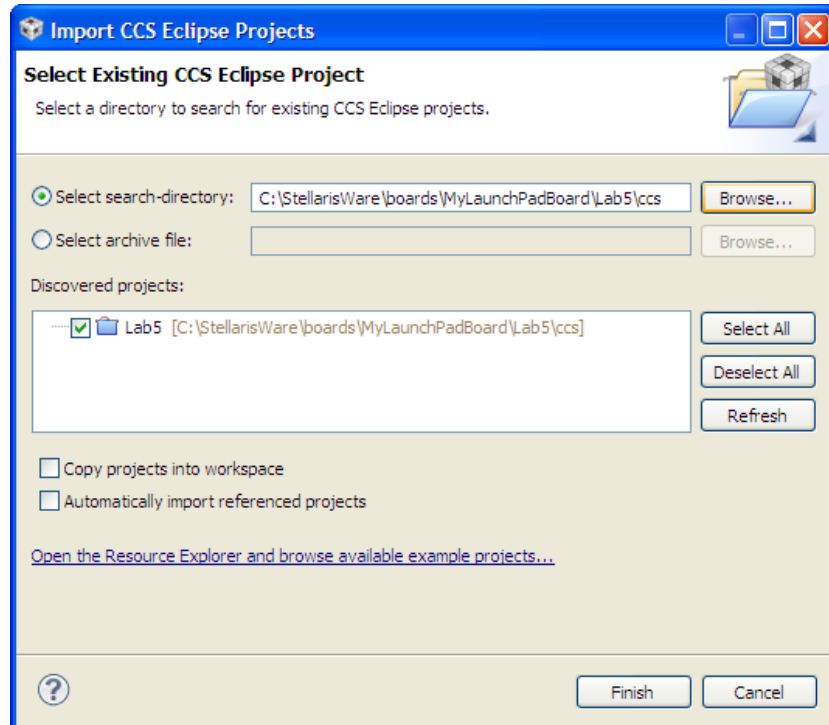 Import CCS Eclipse Projects
Select Existing CCS Eclipse Project
Select a directory to search for existing CCS Eclipse projects.
Select search-directory: C:\StellarisWare\boards\MyLaunchPadBoard\Lab5\ccs Browse...
Select archive file: Browse...
Discovered projects:
Lab5 [C:\StellarisWare\boards\MyLaunchPadBoard\Lab5\ccs] Select All
Deselect All
Refresh
Copy projects into workspace
Automatically import referenced projects
Open the Resource Explorer and browse available example projects...
? Finish Cancel